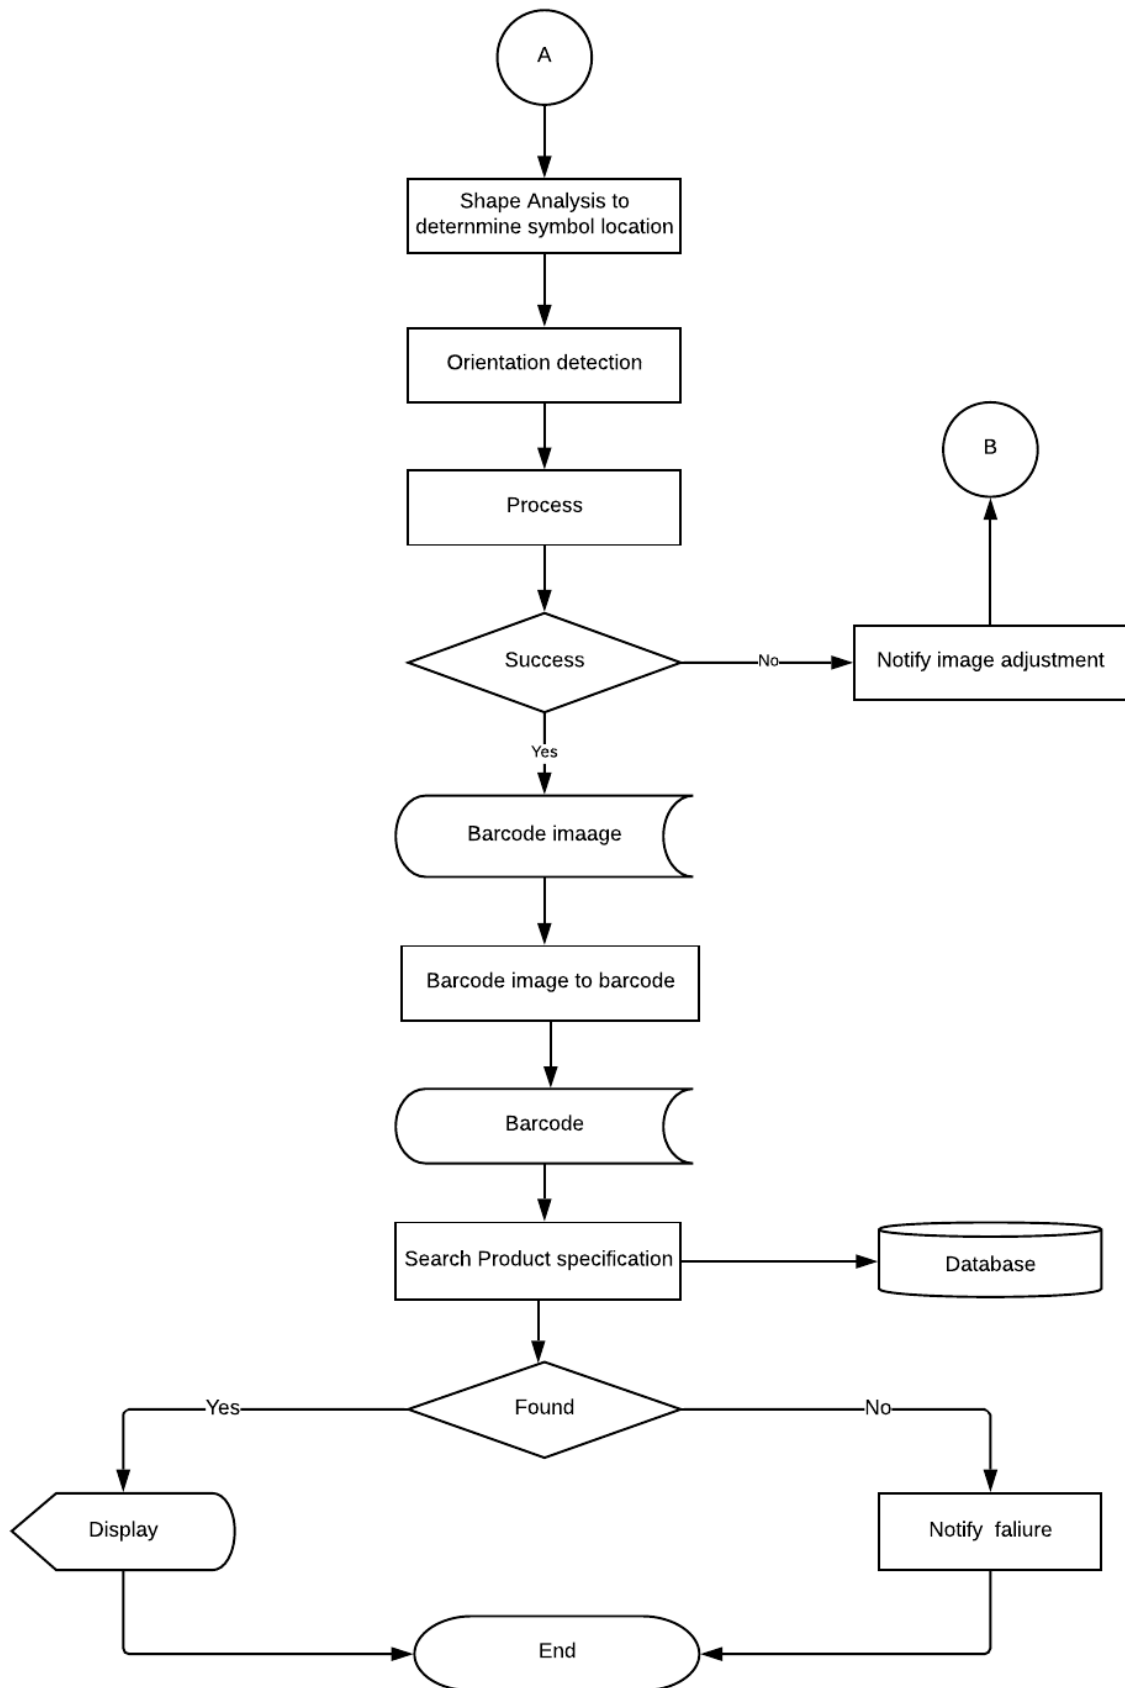 A
Shape Analysis to
deternmine symbol location
Orientation detection
B
Process
Success
No
Notify image adjustment
Yes
Barcode imaage
Barcode image to barcode
Barcode
Search Product specification
Database
Yes
Found
No
Display
Notify faliure
End